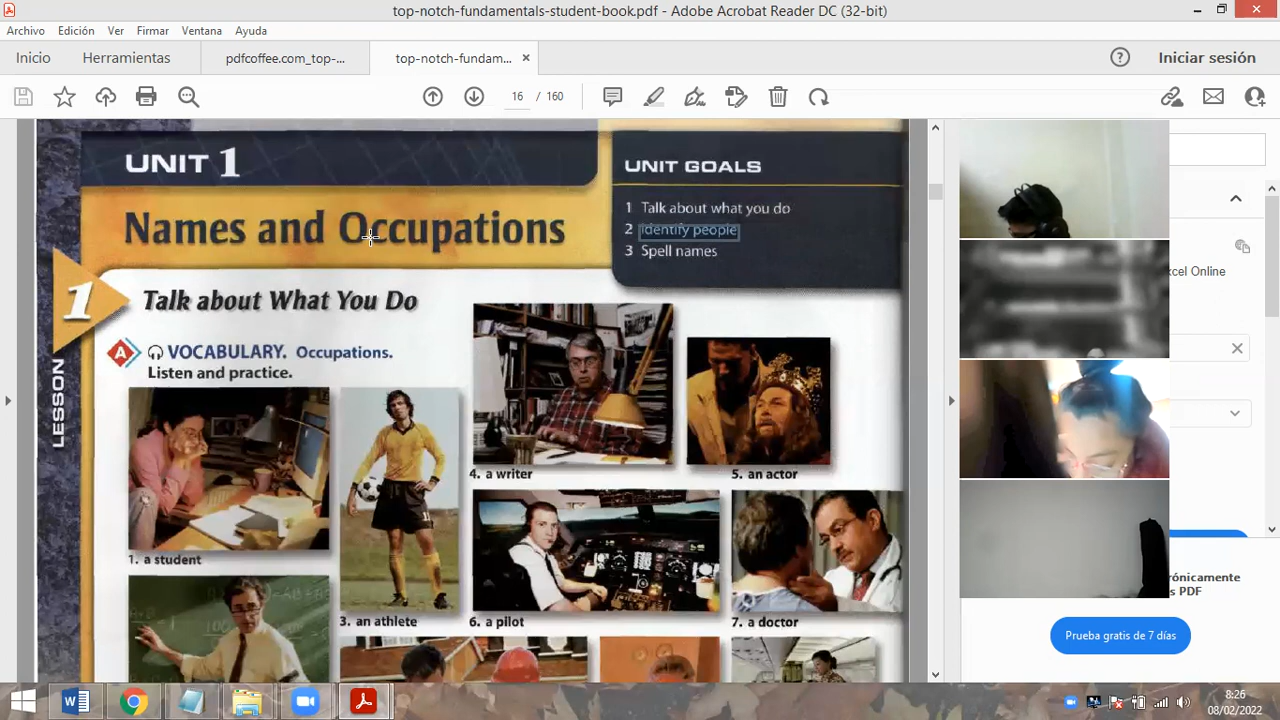 top-notch-fundamentals-student-book.pdf - Adobe Acrobat Reader DC (32-bit)
Archivo Edición Ver Firmar Ventana Ayuda
Inicio Herramientas pdfcoffee.com_top-... top-notch-fundam... Iniciar sesión
16 / 160
UNIT 1
Names and Occupations
UNIT GOALS
1 Talk about what you do
2 Identify people
3 Spell names
LESSON 1
Talk about What You Do
A VOCABULARY. Occupations.
Listen and practice.
1. a student
3. an athlete
4. a writer
5. an actor
6. a pilot
7. a doctor
xcel Online
rónicamente
s PDF
Prueba gratis de 7 días
8:26
08/02/2022